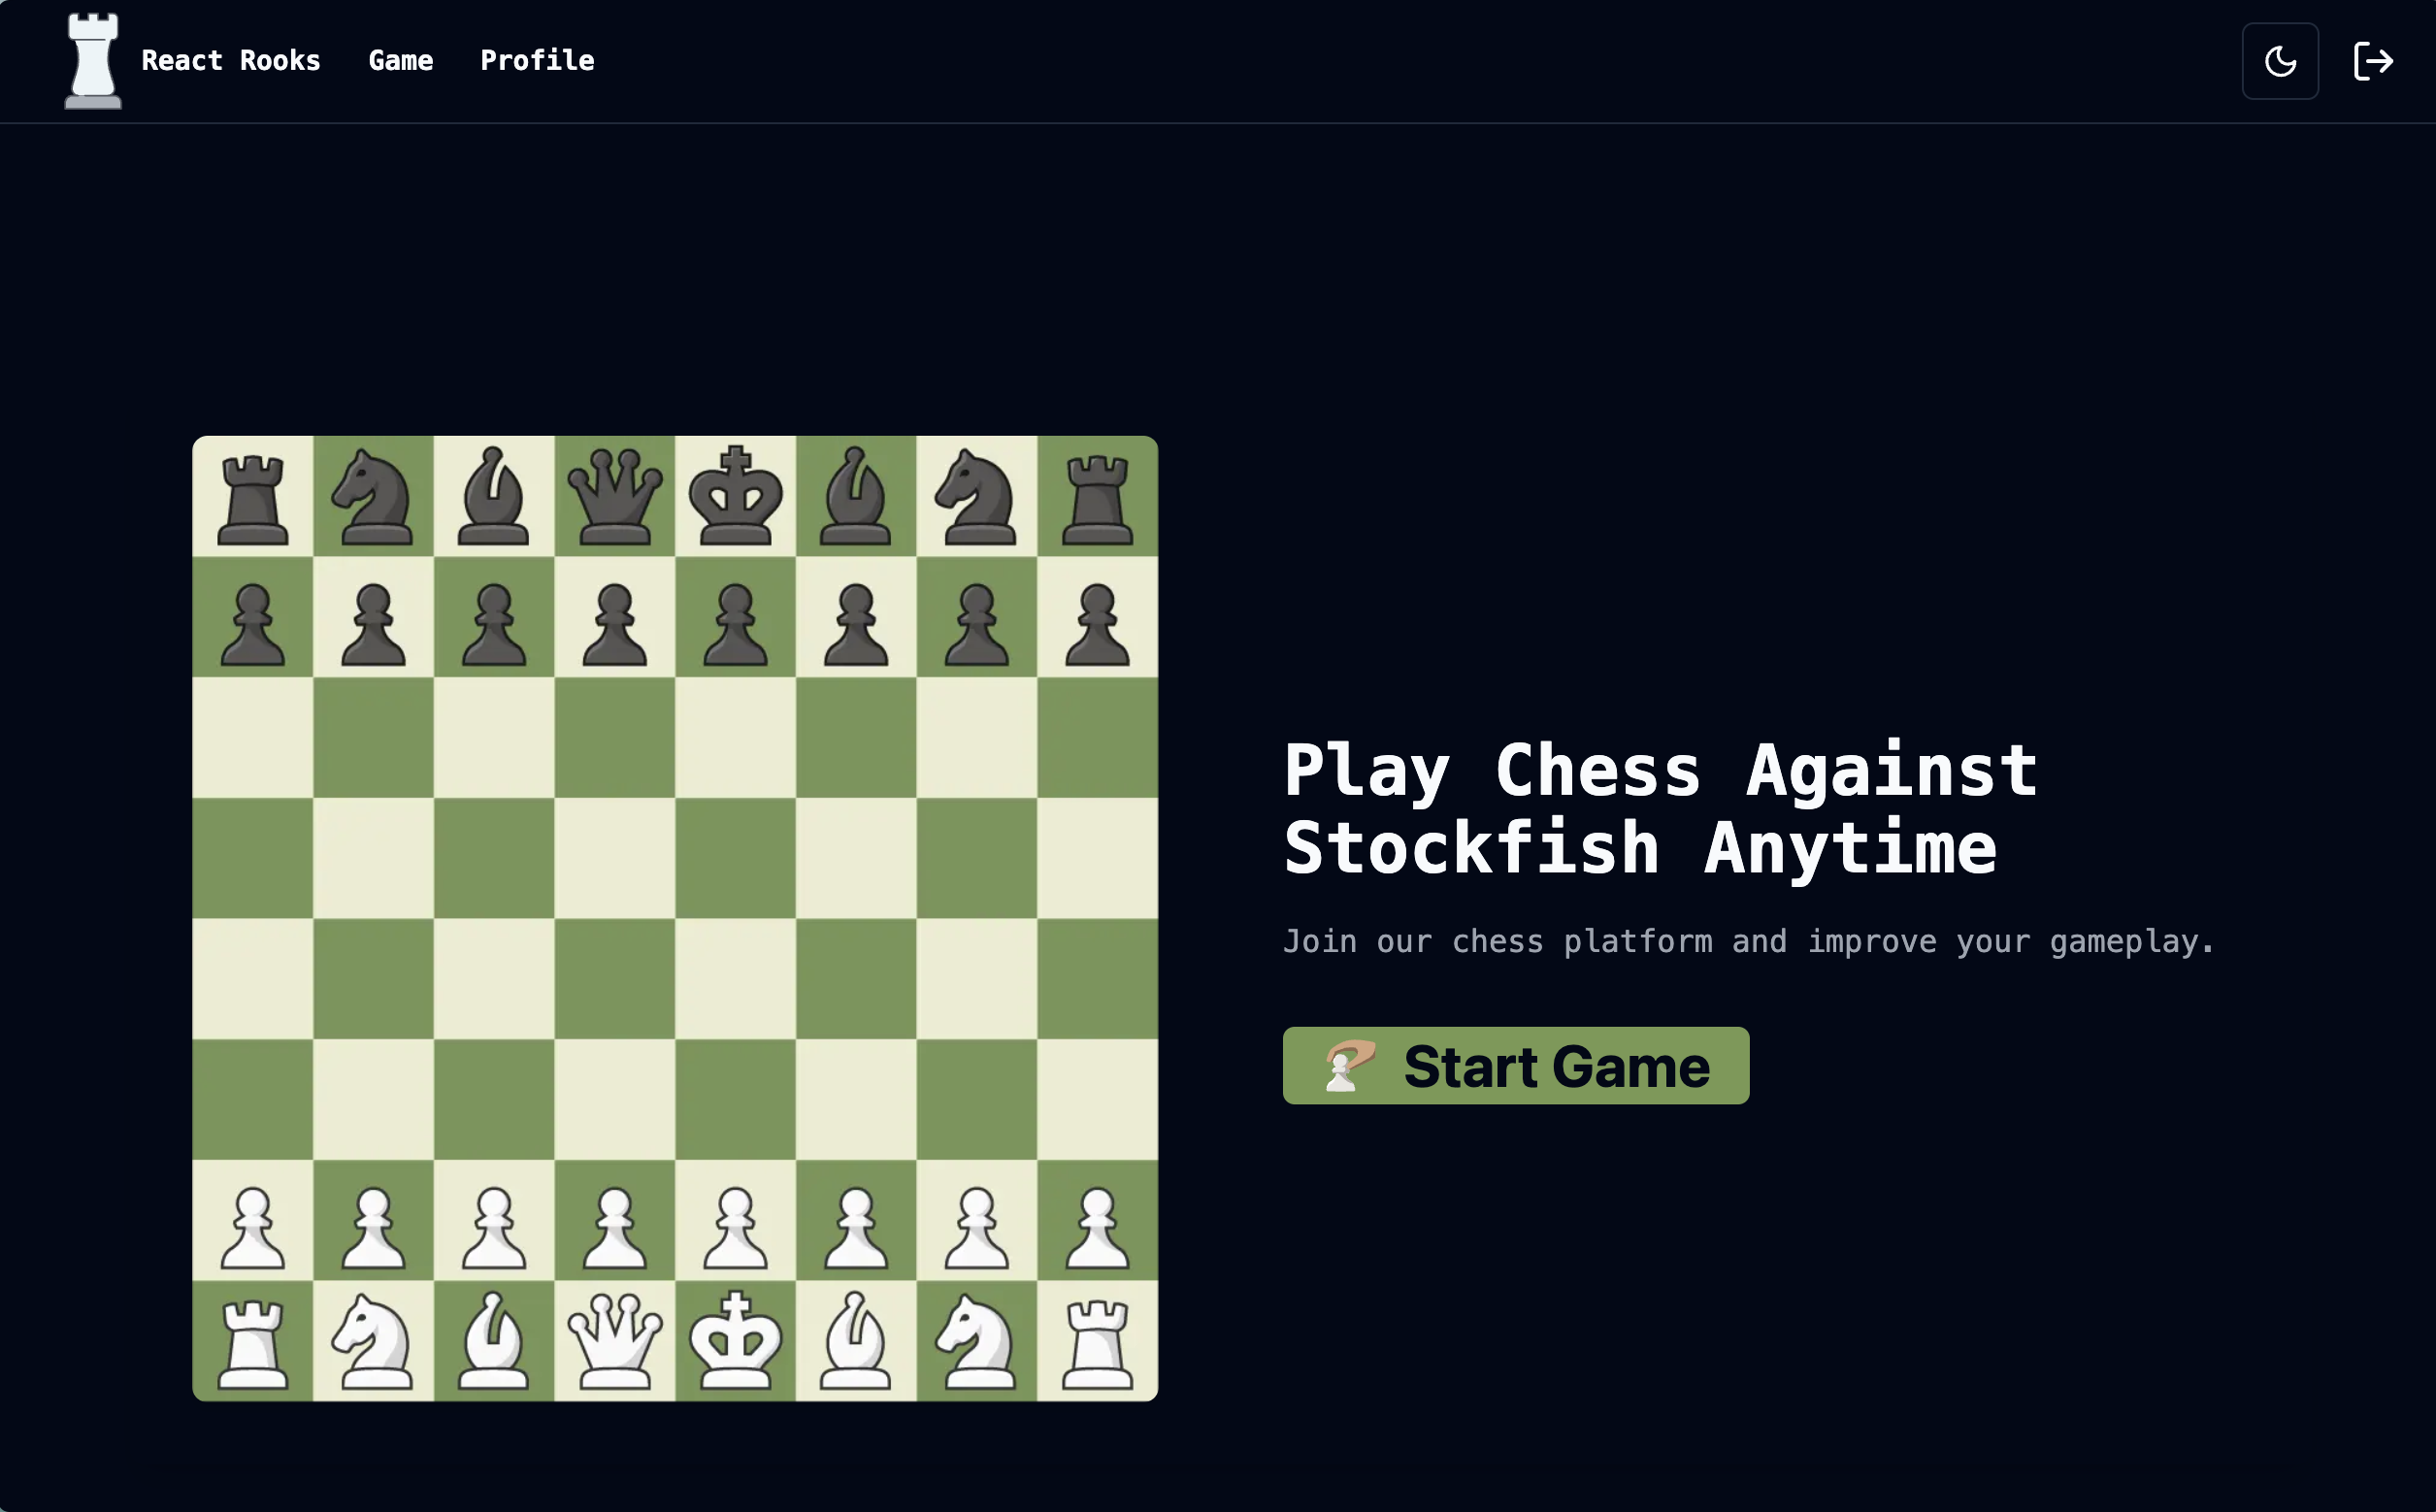 React Rooks Game Profile
Play Chess Against
Stockfish Anytime
Join our chess platform and improve your gameplay.
Start Game